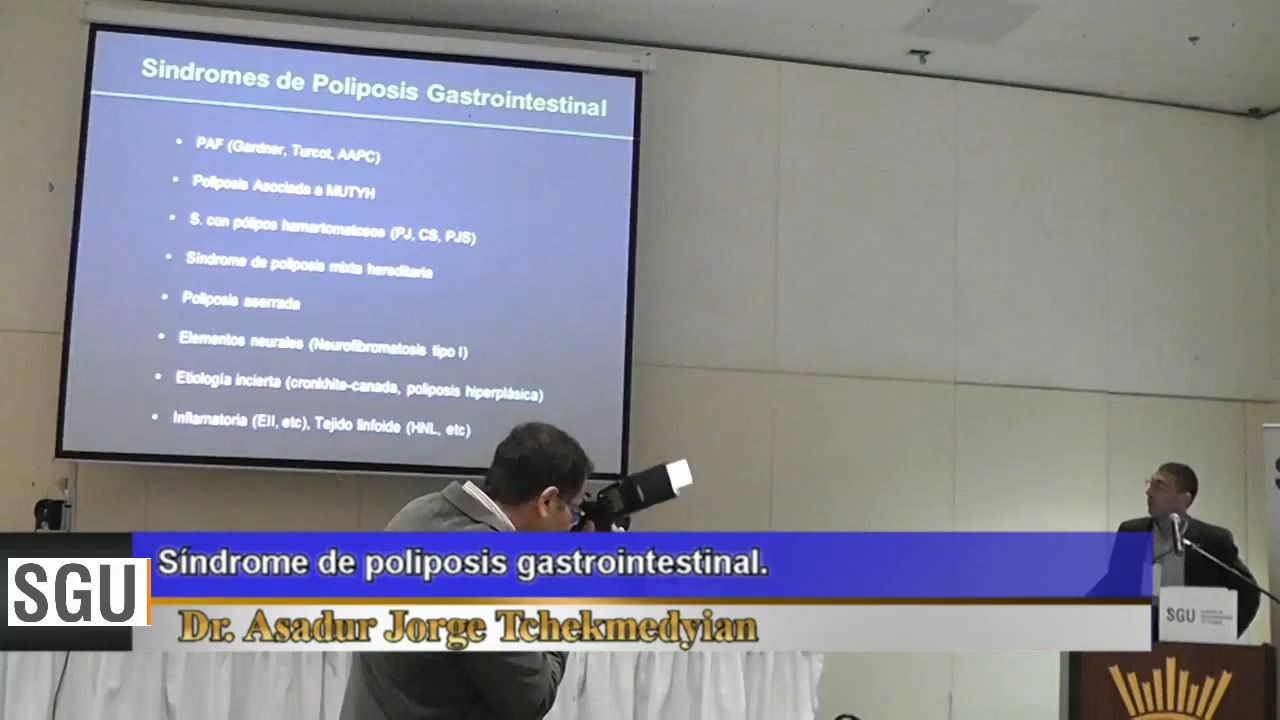 Sindromes de Poliposis Gastrointestinal
• PAF (Gardner, Turcot, AAPC)
• Poliposis Asociada a MUTYH
• S. con pólipos hamartomatosos (PJ, CS, PJS)
• Síndrome de poliposis mixta hereditaria
• Poliposis aserrada
• Elementos neurales (Neurofibromatosis tipo I)
• Etiología incierta (cronkhite-canada, poliposis hiperplásica)
• Inflamatoria (EII, etc), Tejido linfoide (HNL, etc)
SGU
Síndrome de poliposis gastrointestinal.
Dr. Asadur Jorge Tchekmedyian
SGU